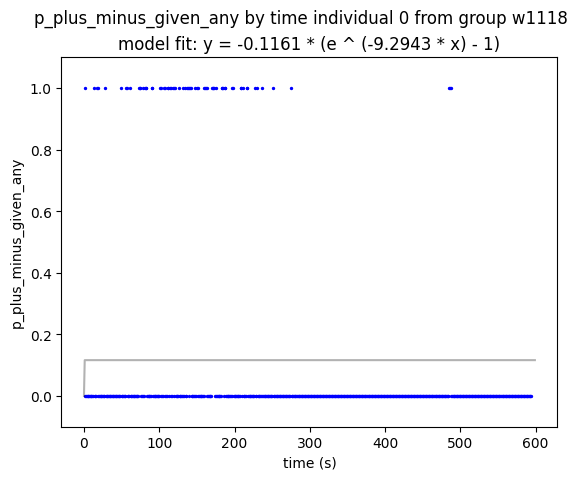 p_plus_minus_given_any by time individual 0 from group w1118
model fit: y = -0.1161 * (e ^ (-9.2943 * x) - 1)
1.0
0.8
0.6
0.4
0.2
0.0
p_plus_minus_given_any
0 100 200 300 400 500 600
time (s)